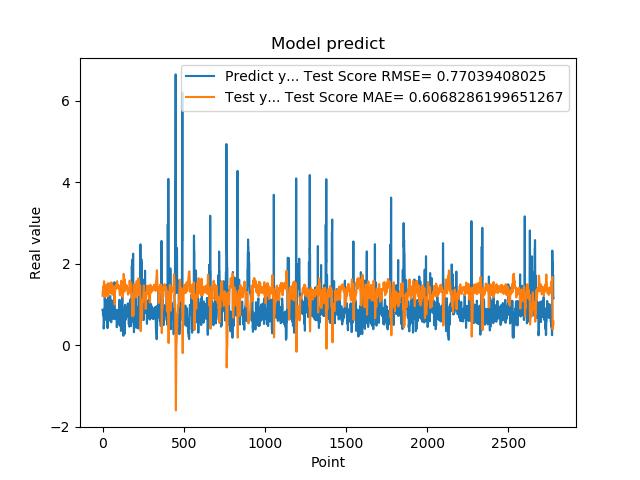 Model predict
Predict y... Test Score RMSE= 0.77039408025
Test y... Test Score MAE= 0.6068286199651267
6
4
2
0
−2
Real value
0 500 1000 1500 2000 2500
Point